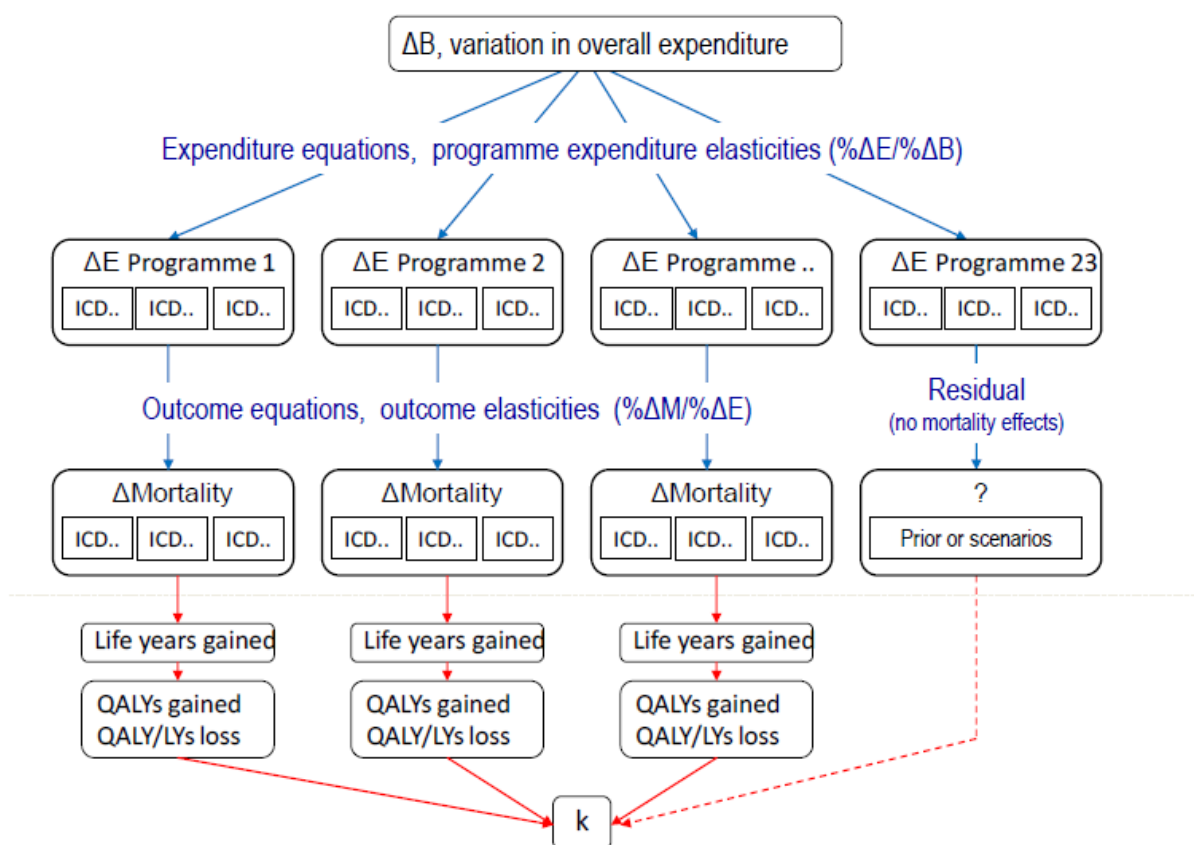 ΔB, variation in overall expenditure
Expenditure equations, programme expenditure elasticities (%ΔE/%ΔB)
ΔE Programme 1
ICD.. ICD.. ICD..
ΔE Programme 2
ICD.. ICD.. ICD..
ΔE Programme ..
ICD.. ICD.. ICD..
ΔE Programme 23
ICD.. ICD.. ICD..
Outcome equations, outcome elasticities (%ΔM/%ΔE)
Residual
(no mortality effects)
ΔMortality
ICD.. ICD.. ICD..
ΔMortality
ICD.. ICD.. ICD..
ΔMortality
ICD.. ICD.. ICD..
?
Prior or scenarios
Life years gained
Life years gained
Life years gained
QALYs gained
QALY/LYs loss
QALYs gained
QALY/LYs loss
QALYs gained
QALY/LYs loss
k